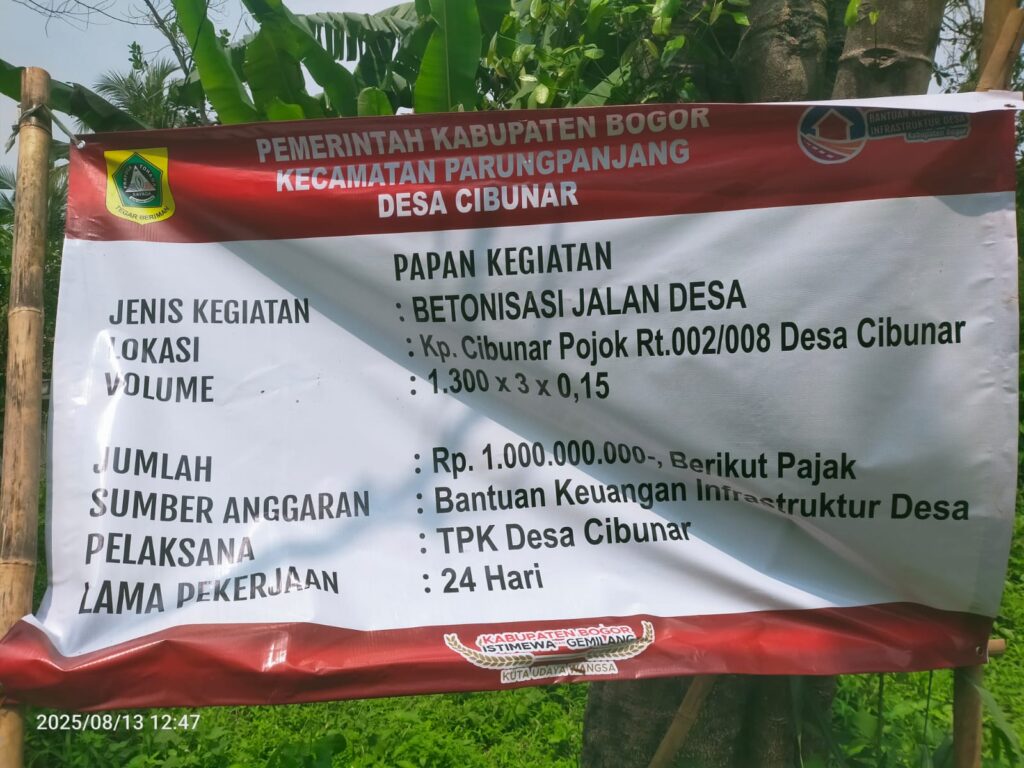 PEMERINTAH KABUPATEN BOGOR
KECAMATAN PARUNGPANJANG
DESA CIBUNAR
TEGAR BERIMAN
BANTUAN
INFRASTRUKTUR DESA
PAPAN KEGIATAN
JENIS KEGIATAN : BETONISASI JALAN DESA
LOKASI : Kp. Cibunar Pojok Rt.002/008 Desa Cibunar
VOLUME : 1.300 x 3 x 0,15
JUMLAH : Rp. 1.000.000.000-, Berikut Pajak
SUMBER ANGGARAN : Bantuan Keuangan Infrastruktur Desa
PELAKSANA : TPK Desa Cibunar
LAMA PEKERJAAN : 24 Hari
KABUPATEN BOGOR
ISTIMEWA GEMILANG
KUTA UDAYA WANGSA
2025/08/13 12:47